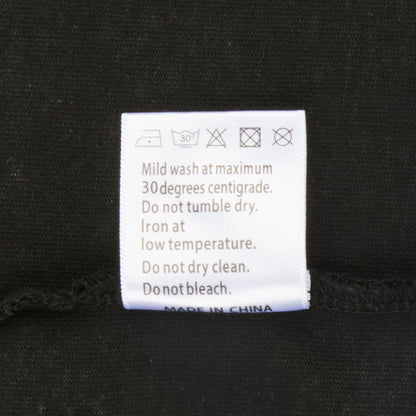 30°
Mild wash at maximum
30 degrees centigrade.
Do not tumble dry.
Iron at
low temperature.
Do not dry clean.
Do not bleach.
MADE IN CHINA